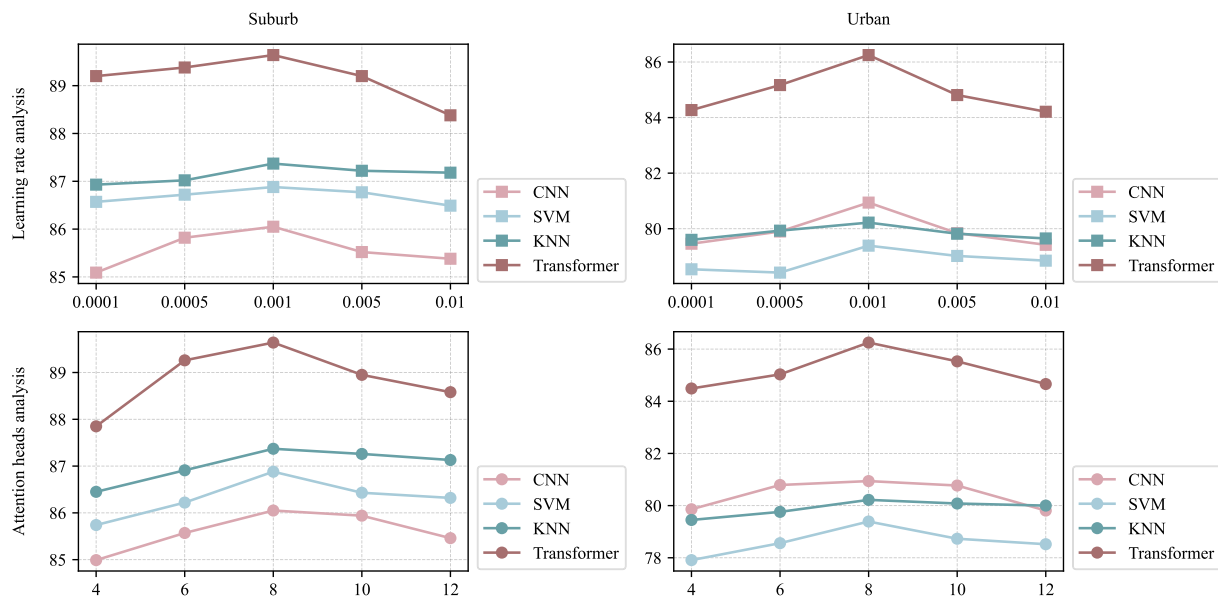 Suburb
Urban
Learning rate analysis
89
88
87
86
85
0.0001 0.0005 0.001 0.005 0.01
CNN
SVM
KNN
Transformer
86
84
82
80
0.0001 0.0005 0.001 0.005 0.01
CNN
SVM
KNN
Transformer
Attention heads analysis
89
88
87
86
85
4 6 8 10 12
CNN
SVM
KNN
Transformer
86
84
82
80
78
4 6 8 10 12
CNN
SVM
KNN
Transformer